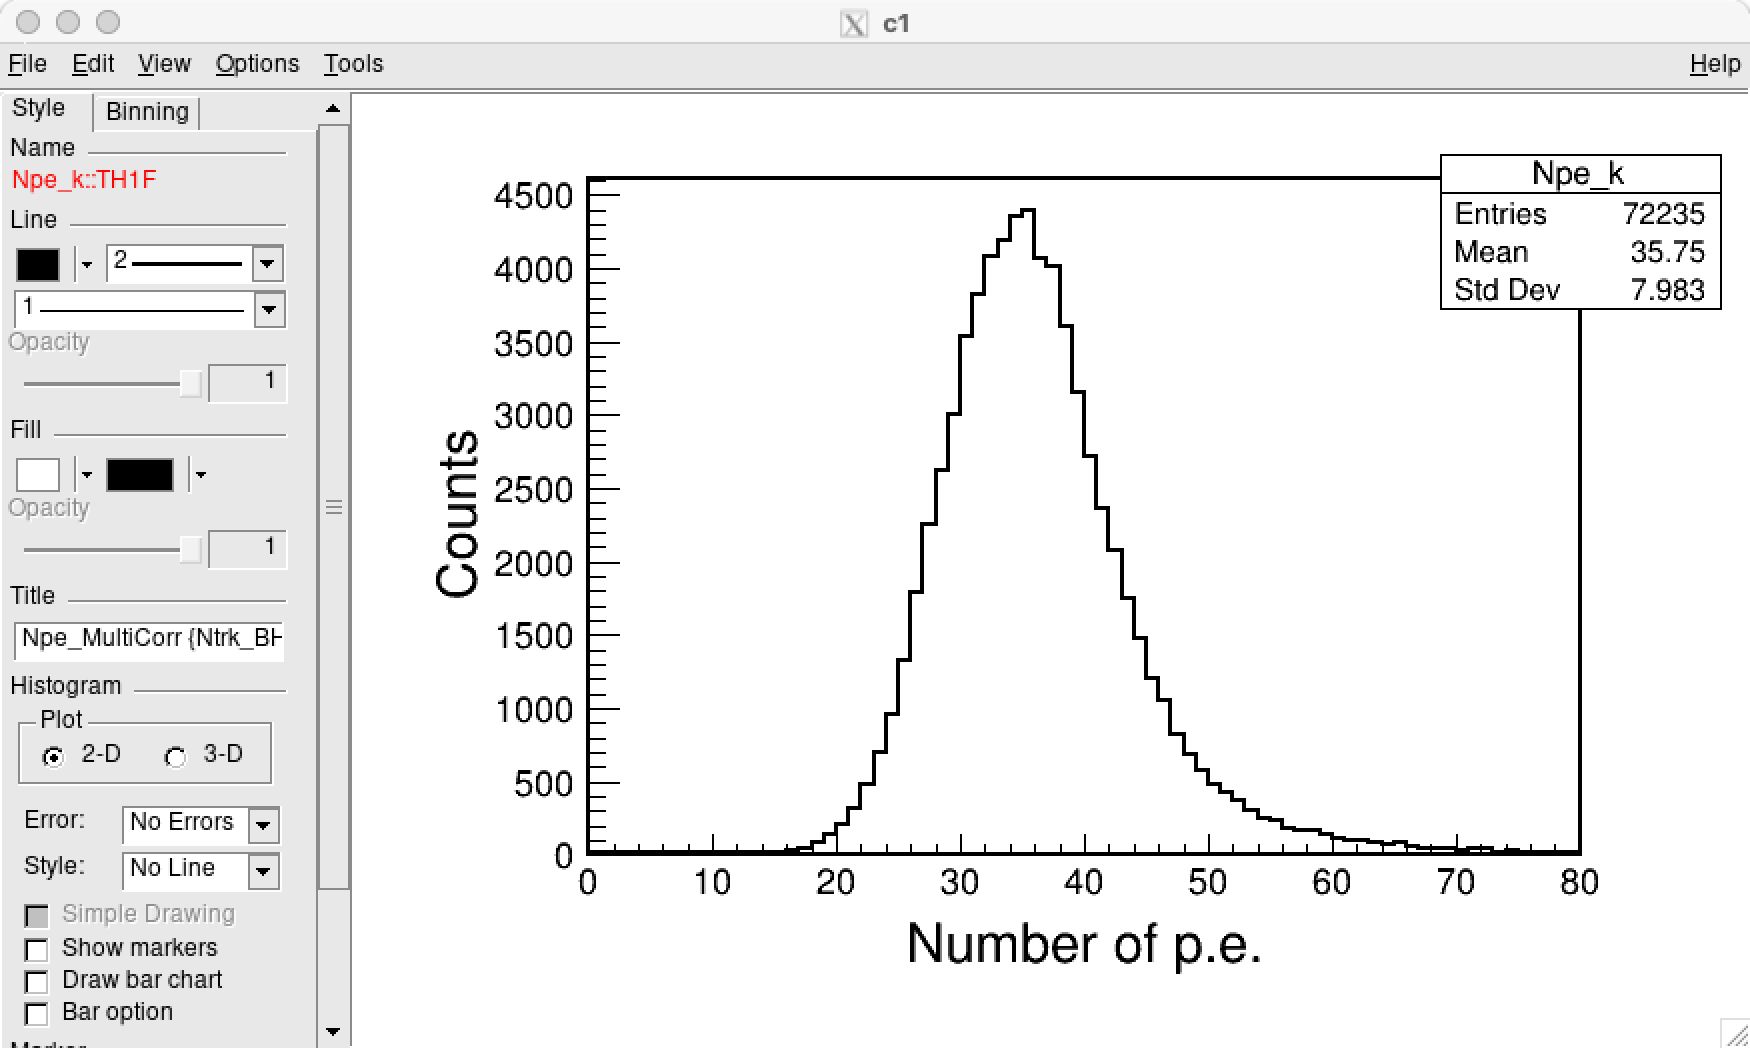 X c1
File Edit View Options Tools Help
Style Binning
Name
Npe_k::TH1F
Line
2
1
Opacity
1
Fill
Opacity
1
Title
Npe_MultiCorr {Ntrk_BH
Histogram
Plot
2-D 3-D
Error: No Errors
Style: No Line
Simple Drawing
Show markers
Draw bar chart
Bar option
Npe_k
Entries 72235
Mean 35.75
Std Dev 7.983
Counts
4500
4000
3500
3000
2500
2000
1500
1000
500
0
0 10 20 30 40 50 60 70 80
Number of p.e.